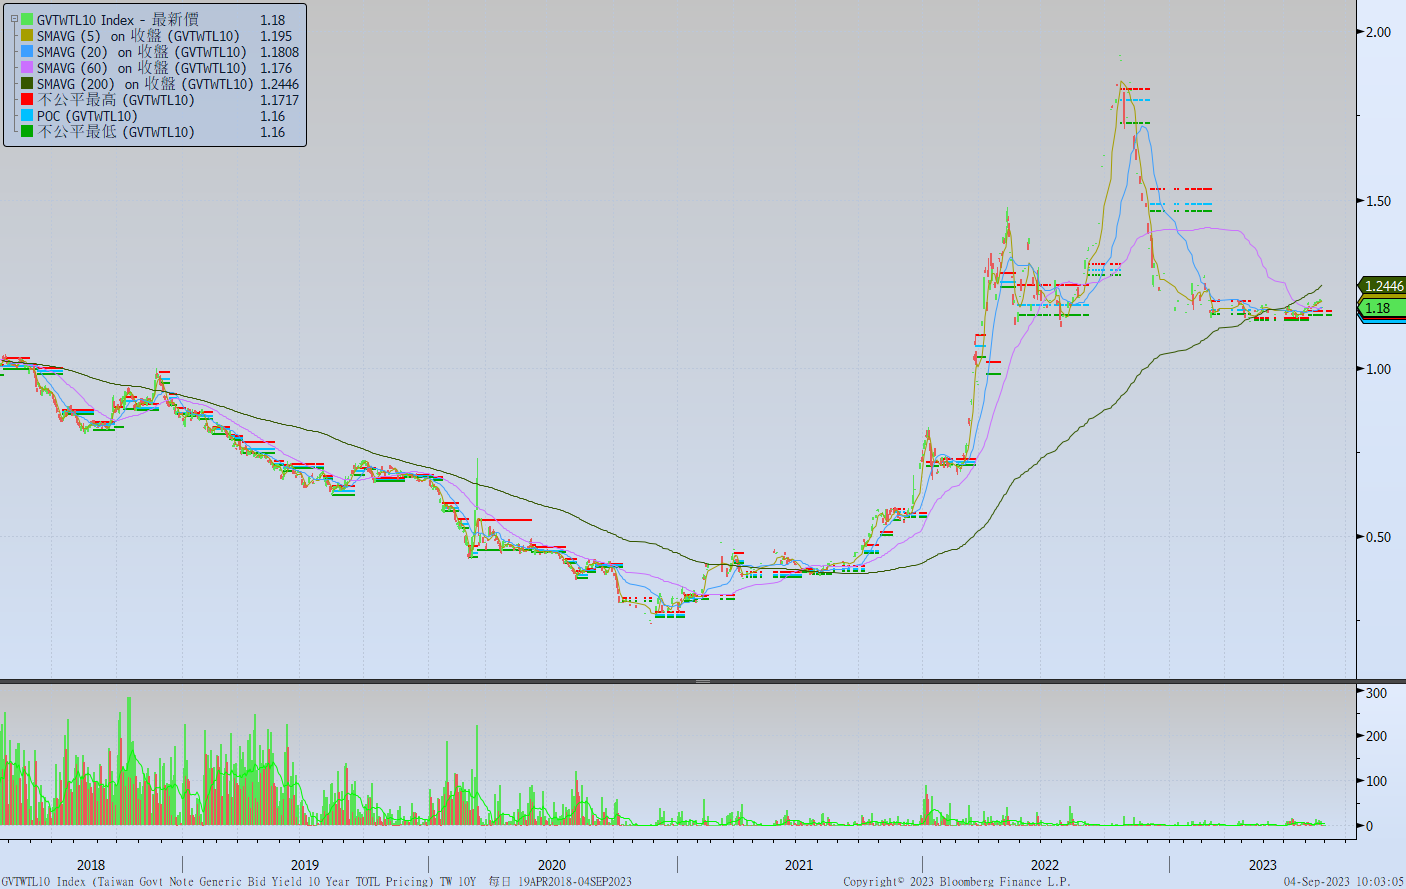 GVTWTL10 Index - 最新價 1.18
SMAVG (5) on 收盤 (GVTWTL10) 1.195
SMAVG (20) on 收盤 (GVTWTL10) 1.1808
SMAVG (60) on 收盤 (GVTWTL10) 1.176
SMAVG (200) on 收盤 (GVTWTL10) 1.2446
不公平最高 (GVTWTL10) 1.1717
POC (GVTWTL10) 1.16
不公平最低 (GVTWTL10) 1.16
2.00
1.50
1.2446
1.18
1.00
0.50
300
200
100
0
2018 2019 2020 2021 2022 2023
GVTWTL10 Index (Taiwan Govt Note Generic Bid Yield 10 Year TOTL Pricing) TW 10Y 每日 19APR2018-04SEP2023 Copyright© 2023 Bloomberg Finance L.P. 04-Sep-2023 10:03:05